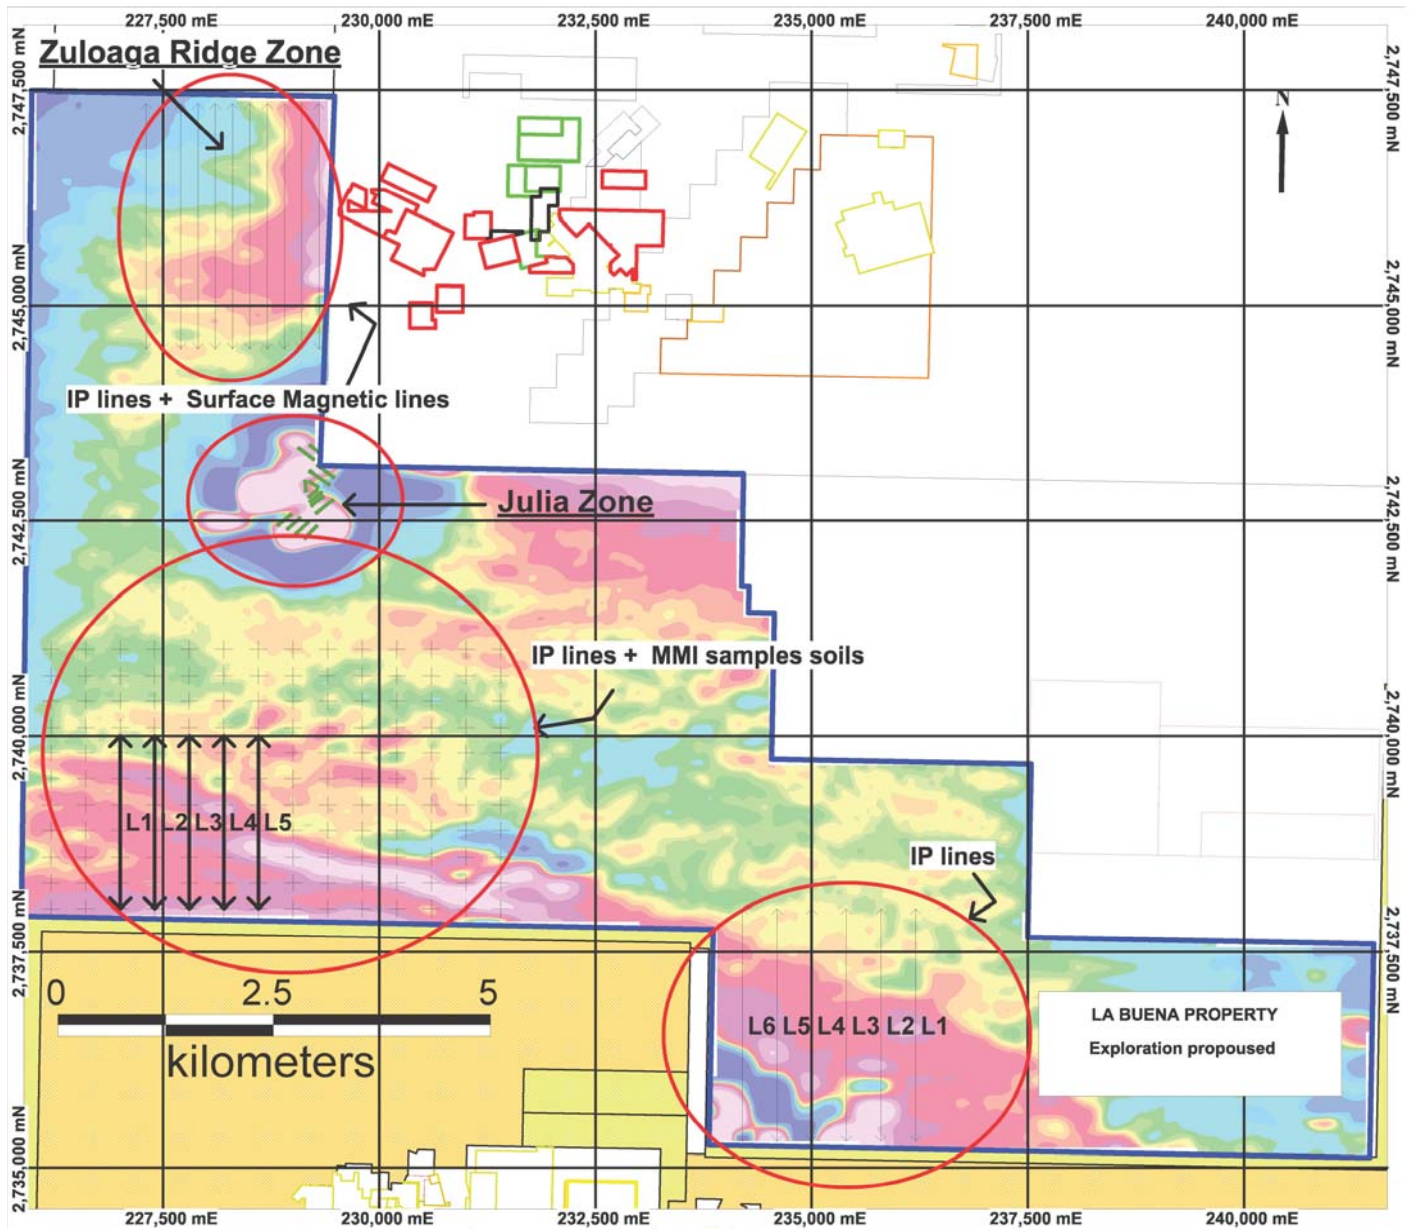 227,500 mE 230,000 mE 232,500 mE 235,000 mE 237,500 mE 240,000 mE
Zuloaga Ridge Zone
2,747,500 mN
2,747,500 mN
N
2,745,000 mN
2,745,000 mN
IP lines + Surface Magnetic lines
Julia Zone
2,742,500 mN
2,742,500 mN
IP lines + MMI samples soils
2,740,000 mN
2,740,000 mN
L1 L2 L3 L4 L5
IP lines
2,737,500 mN
2,737,500 mN
0 2.5 5
kilometers
L6 L5 L4 L3 L2 L1
LA BUENA PROPERTY
Exploration propoused
2,735,000 mN
2,735,000 mN
227,500 mE 230,000 mE 232,500 mE 235,000 mE 237,500 mE 240,000 mE